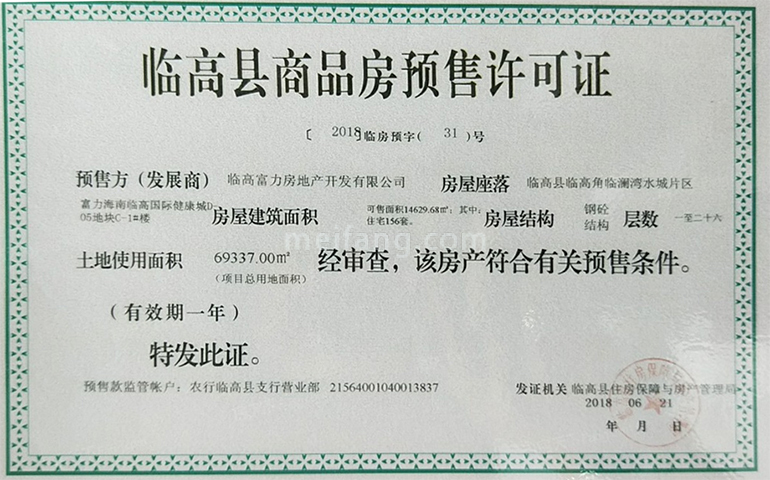 临高县商品房预售许可证
〔 2018〕临房预字( 31 )号
预售方（发展商） 临高富力房地产开发有限公司 房屋座落 临高县临高角临澜湾水城片区
富力海南临高国际健康城D-
05地块C-1#楼 房屋建筑面积 可售面积14629.68㎡；其中:
住宅156套。 房屋结构 钢砼
结构 层数 一至二十六
meifang.com
土地使用面积 69337.00㎡ 经审查，该房产符合有关预售条件。
(项目总用地面积)
（有效期一年）
特发此证。
预售款监管帐户：农行临高县支行营业部 21564001040013837 发证机关 临高县住房保障与房产管理局
2018 06 21
年 月 日